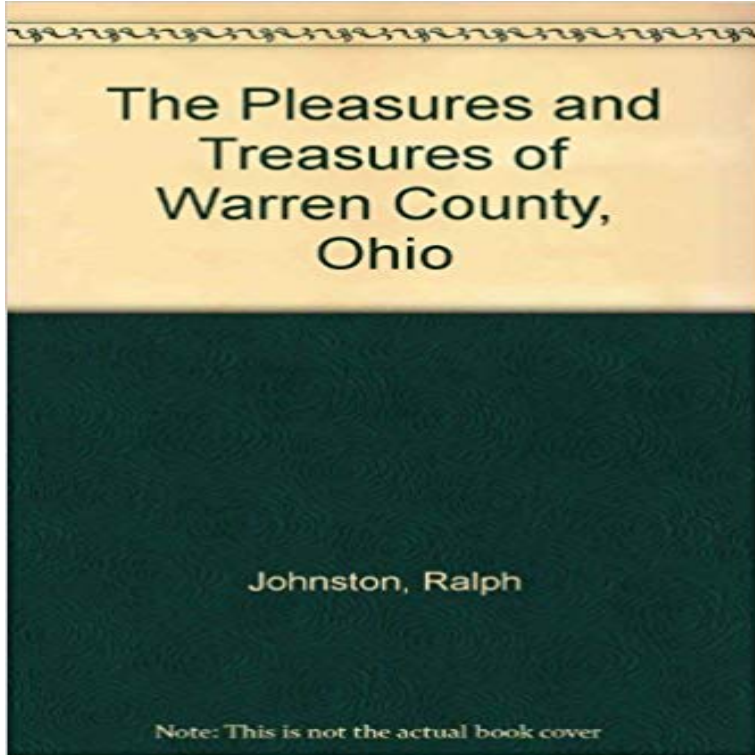 The Pleasures and
Treasures of
Warren County,
Ohio
Johnston, Ralph
Note: This is not the actual book cover